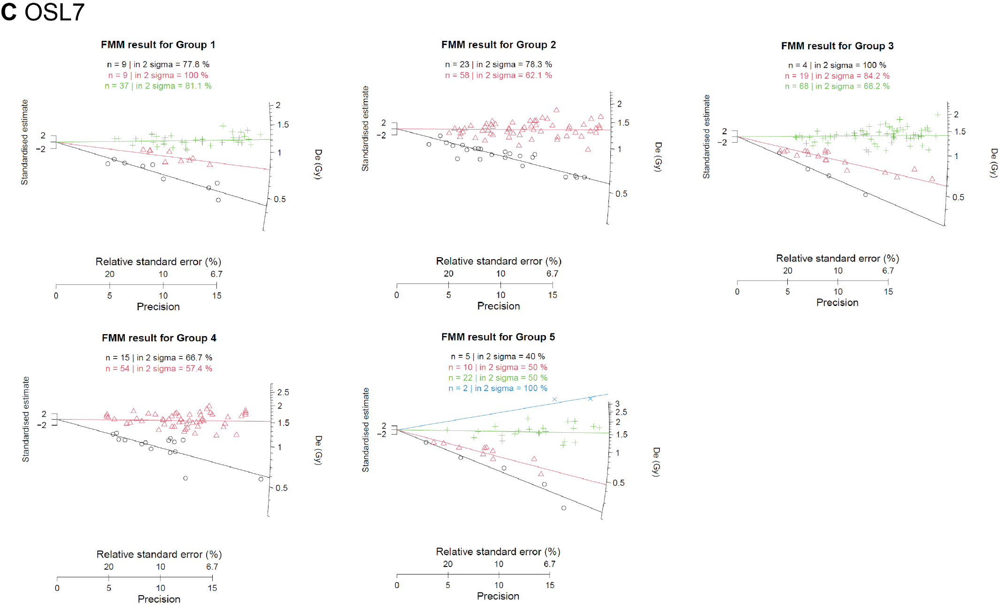 C OSL7
FMM result for Group 1
n = 9 | in 2 sigma = 77.8 %
n = 9 | in 2 sigma = 100 %
n = 37 | in 2 sigma = 81.1 %
Standardised estimate
2
−2
2
1.5
1
0.5
De (Gy)
Relative standard error (%)
20 10 6.7
0 5 10 15
Precision
FMM result for Group 2
n = 23 | in 2 sigma = 78.3 %
n = 58 | in 2 sigma = 62.1 %
Standardised estimate
2
−2
2
1.5
1
0.5
De (Gy)
Relative standard error (%)
20 10 6.7
0 5 10 15
Precision
FMM result for Group 3
n = 4 | in 2 sigma = 100 %
n = 19 | in 2 sigma = 84.2 %
n = 68 | in 2 sigma = 66.2 %
Standardised estimate
2
−2
2
1.5
1
0.5
De (Gy)
Relative standard error (%)
20 10 6.7
0 5 10 15
Precision
FMM result for Group 4
n = 15 | in 2 sigma = 66.7 %
n = 54 | in 2 sigma = 57.4 %
Standardised estimate
2
−2
2.5
2
1.5
1
0.5
De (Gy)
Relative standard error (%)
20 10 6.7
0 5 10 15
Precision
FMM result for Group 5
n = 5 | in 2 sigma = 40 %
n = 10 | in 2 sigma = 50 %
n = 22 | in 2 sigma = 50 %
n = 2 | in 2 sigma = 100 %
Standardised estimate
2
−2
3
2.5
2
1.5
1
0.5
De (Gy)
Relative standard error (%)
20 10 6.7
0 5 10 15
Precision